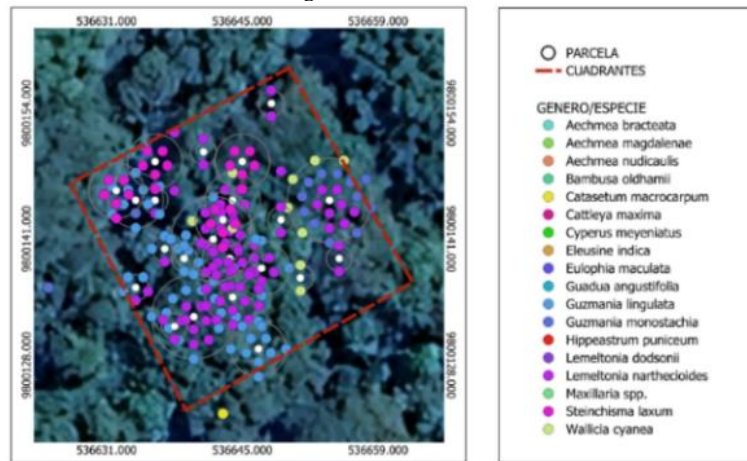 536631.000 536645.000 536659.000
9800154.000
9800141.000
9800128.000
9800154.000
9800141.000
9800128.000
536631.000 536645.000 536659.000
PARCELA
CUADRANTES
GENERO/ESPECIE
Aechmea bracteata
Aechmea magdalenae
Aechmea nudicaulis
Bambusa oldhamii
Catasetum macrocarpum
Cattleya maxima
Cyperus meyeniatus
Eleusine indica
Eulophia maculata
Guadua angustifolia
Guzmania lingulata
Guzmania monostachia
Hippeastrum puniceum
Lemeltonia dodsonii
Lemeltonia narthecioides
Maxillaria spp.
Steinchisma laxum
Wallicia cyanea